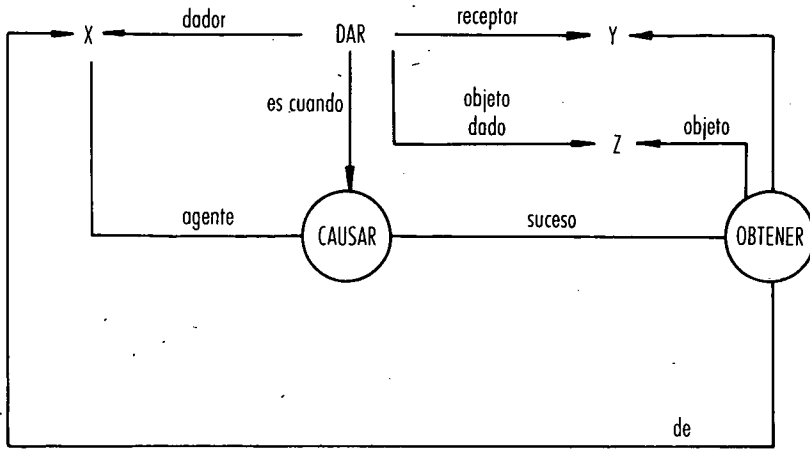 dador
receptor
X
DAR
Y
es cuando
objeto
dado
Z
objeto
agente
CAUSAR
suceso
OBTENER
de